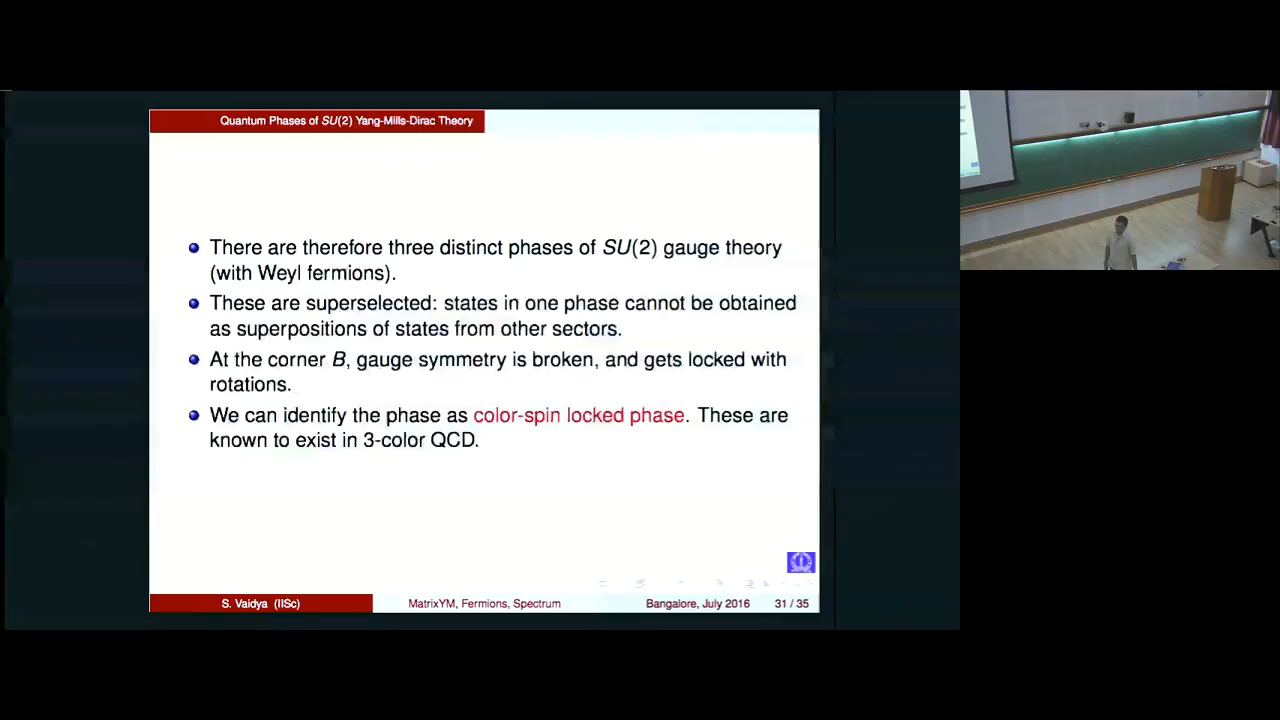 Quantum Phases of SU(2) Yang-Mills-Dirac Theory
There are therefore three distinct phases of SU(2) gauge theory
(with Weyl fermions).
These are superselected: states in one phase cannot be obtained
as superpositions of states from other sectors.
At the corner B, gauge symmetry is broken, and gets locked with
rotations.
We can identify the phase as color-spin locked phase. These are
known to exist in 3-color QCD.
S. Vaidya (IISc)
MatrixYM, Fermions, Spectrum
Bangalore, July 2016
31 / 35